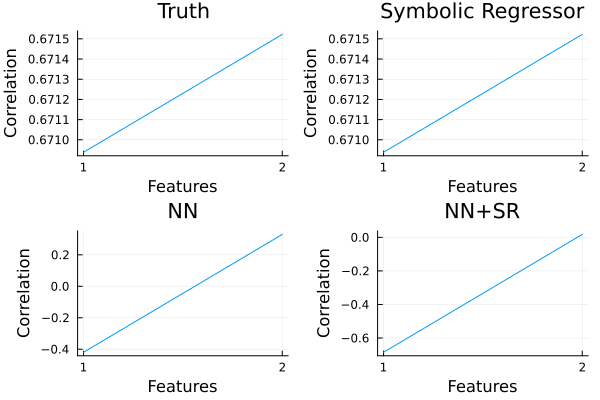 Truth
Correlation
0.6715
0.6714
0.6713
0.6712
0.6711
0.6710
1
2
Features
Symbolic Regressor
Correlation
0.6715
0.6714
0.6713
0.6712
0.6711
0.6710
1
2
Features
NN
Correlation
0.2
0.0
−0.2
−0.4
1
2
Features
NN+SR
Correlation
0.0
−0.2
−0.4
−0.6
1
2
Features